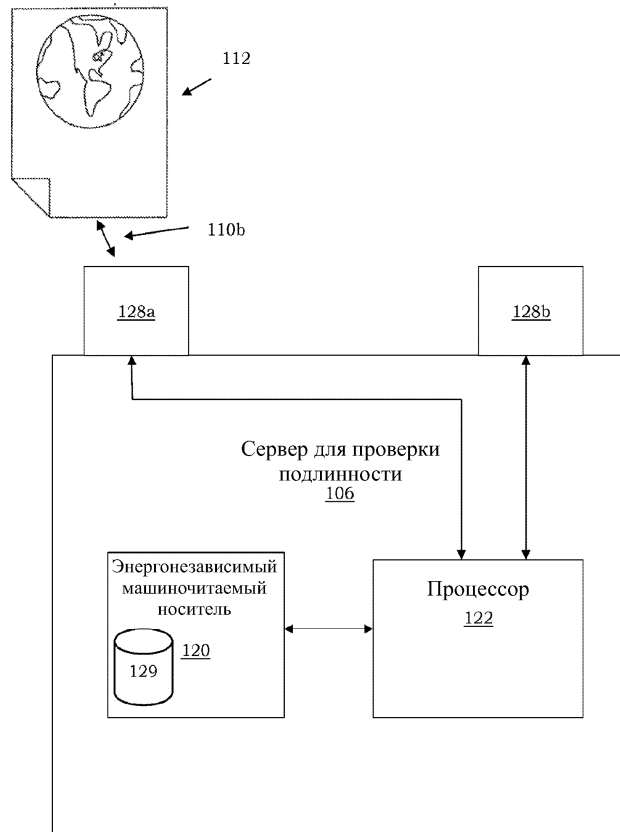 112
110b
128a
128b
Сервер для проверки
подлинности
106
Энергонезависимый
машиночитаемый
носитель
120
129
Процессор
122